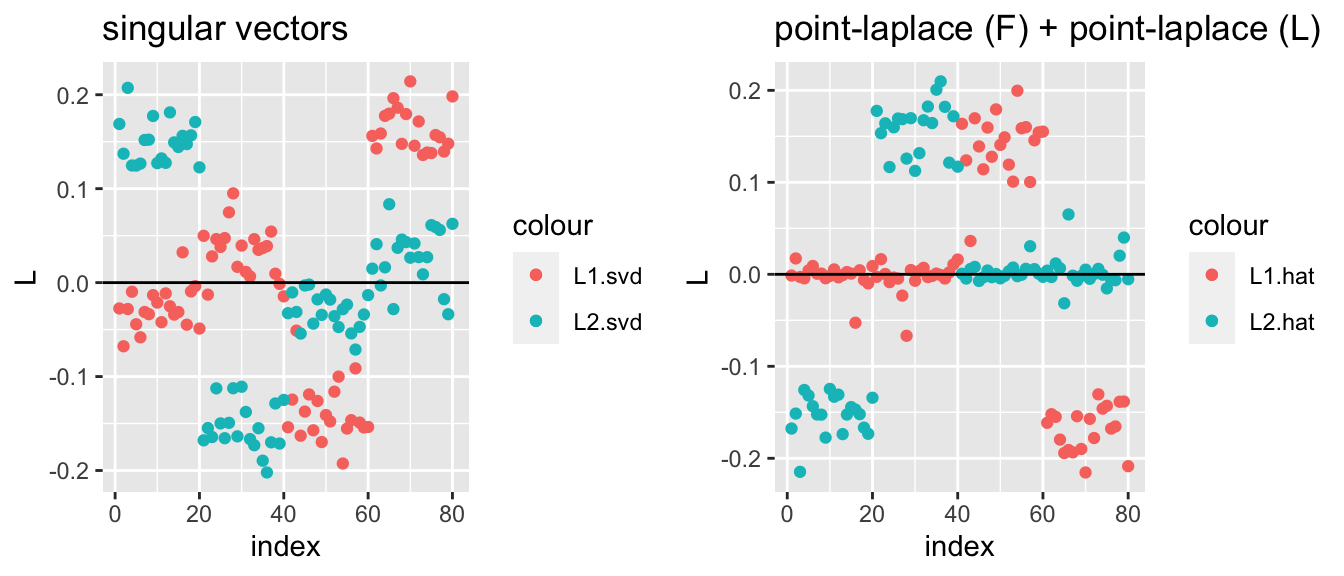 singular vectors
0.2
0.1
0.0
-0.1
-0.2
L
0 20 40 60 80
index
colour
L1.svd
L2.svd
point-laplace (F) + point-laplace (L)
0.2
0.1
0.0
-0.1
-0.2
L
0 20 40 60 80
index
colour
L1.hat
L2.hat